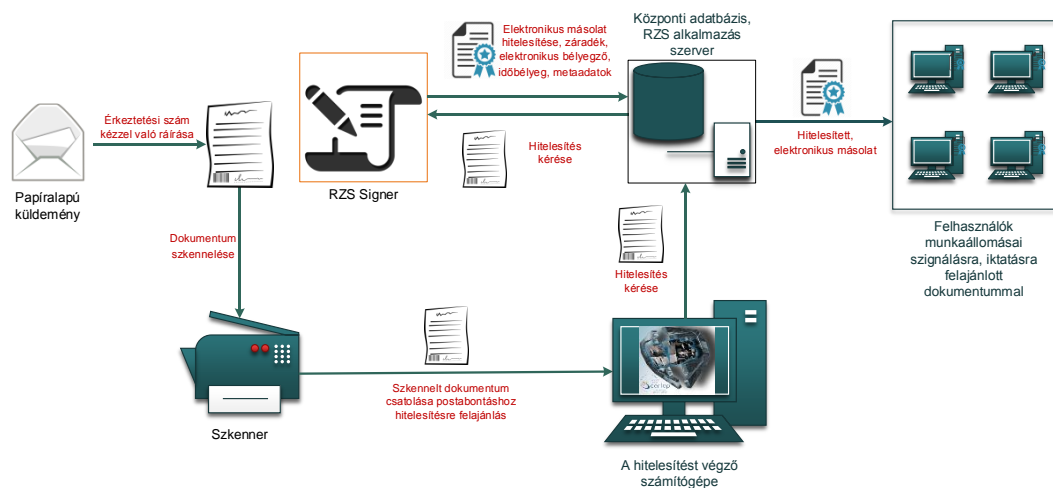 Elektronikus másolat
hitelesítése, záradék,
elektronikus bélyegző,
időbélyeg, metaadatok
Központi adatbázis,
RZS alkalmazás
szerver
Érkeztetési szám
kézzel való ráírása
Papíralapú
küldemény
RZS Signer
Hitelesítés
kérése
Hitelesített,
elektronikus másolat
Felhasználók
munkaállomásai
szignálásra, iktatásra
felajánlott
dokumentummal
Dokumentum
szkennelése
Hitelesítés
kérése
Szkennelt dokumentum
csatolása postabontáshoz
hitelesítésre felajánlás
Szkenner
A hitelesítést végző
számítógépe